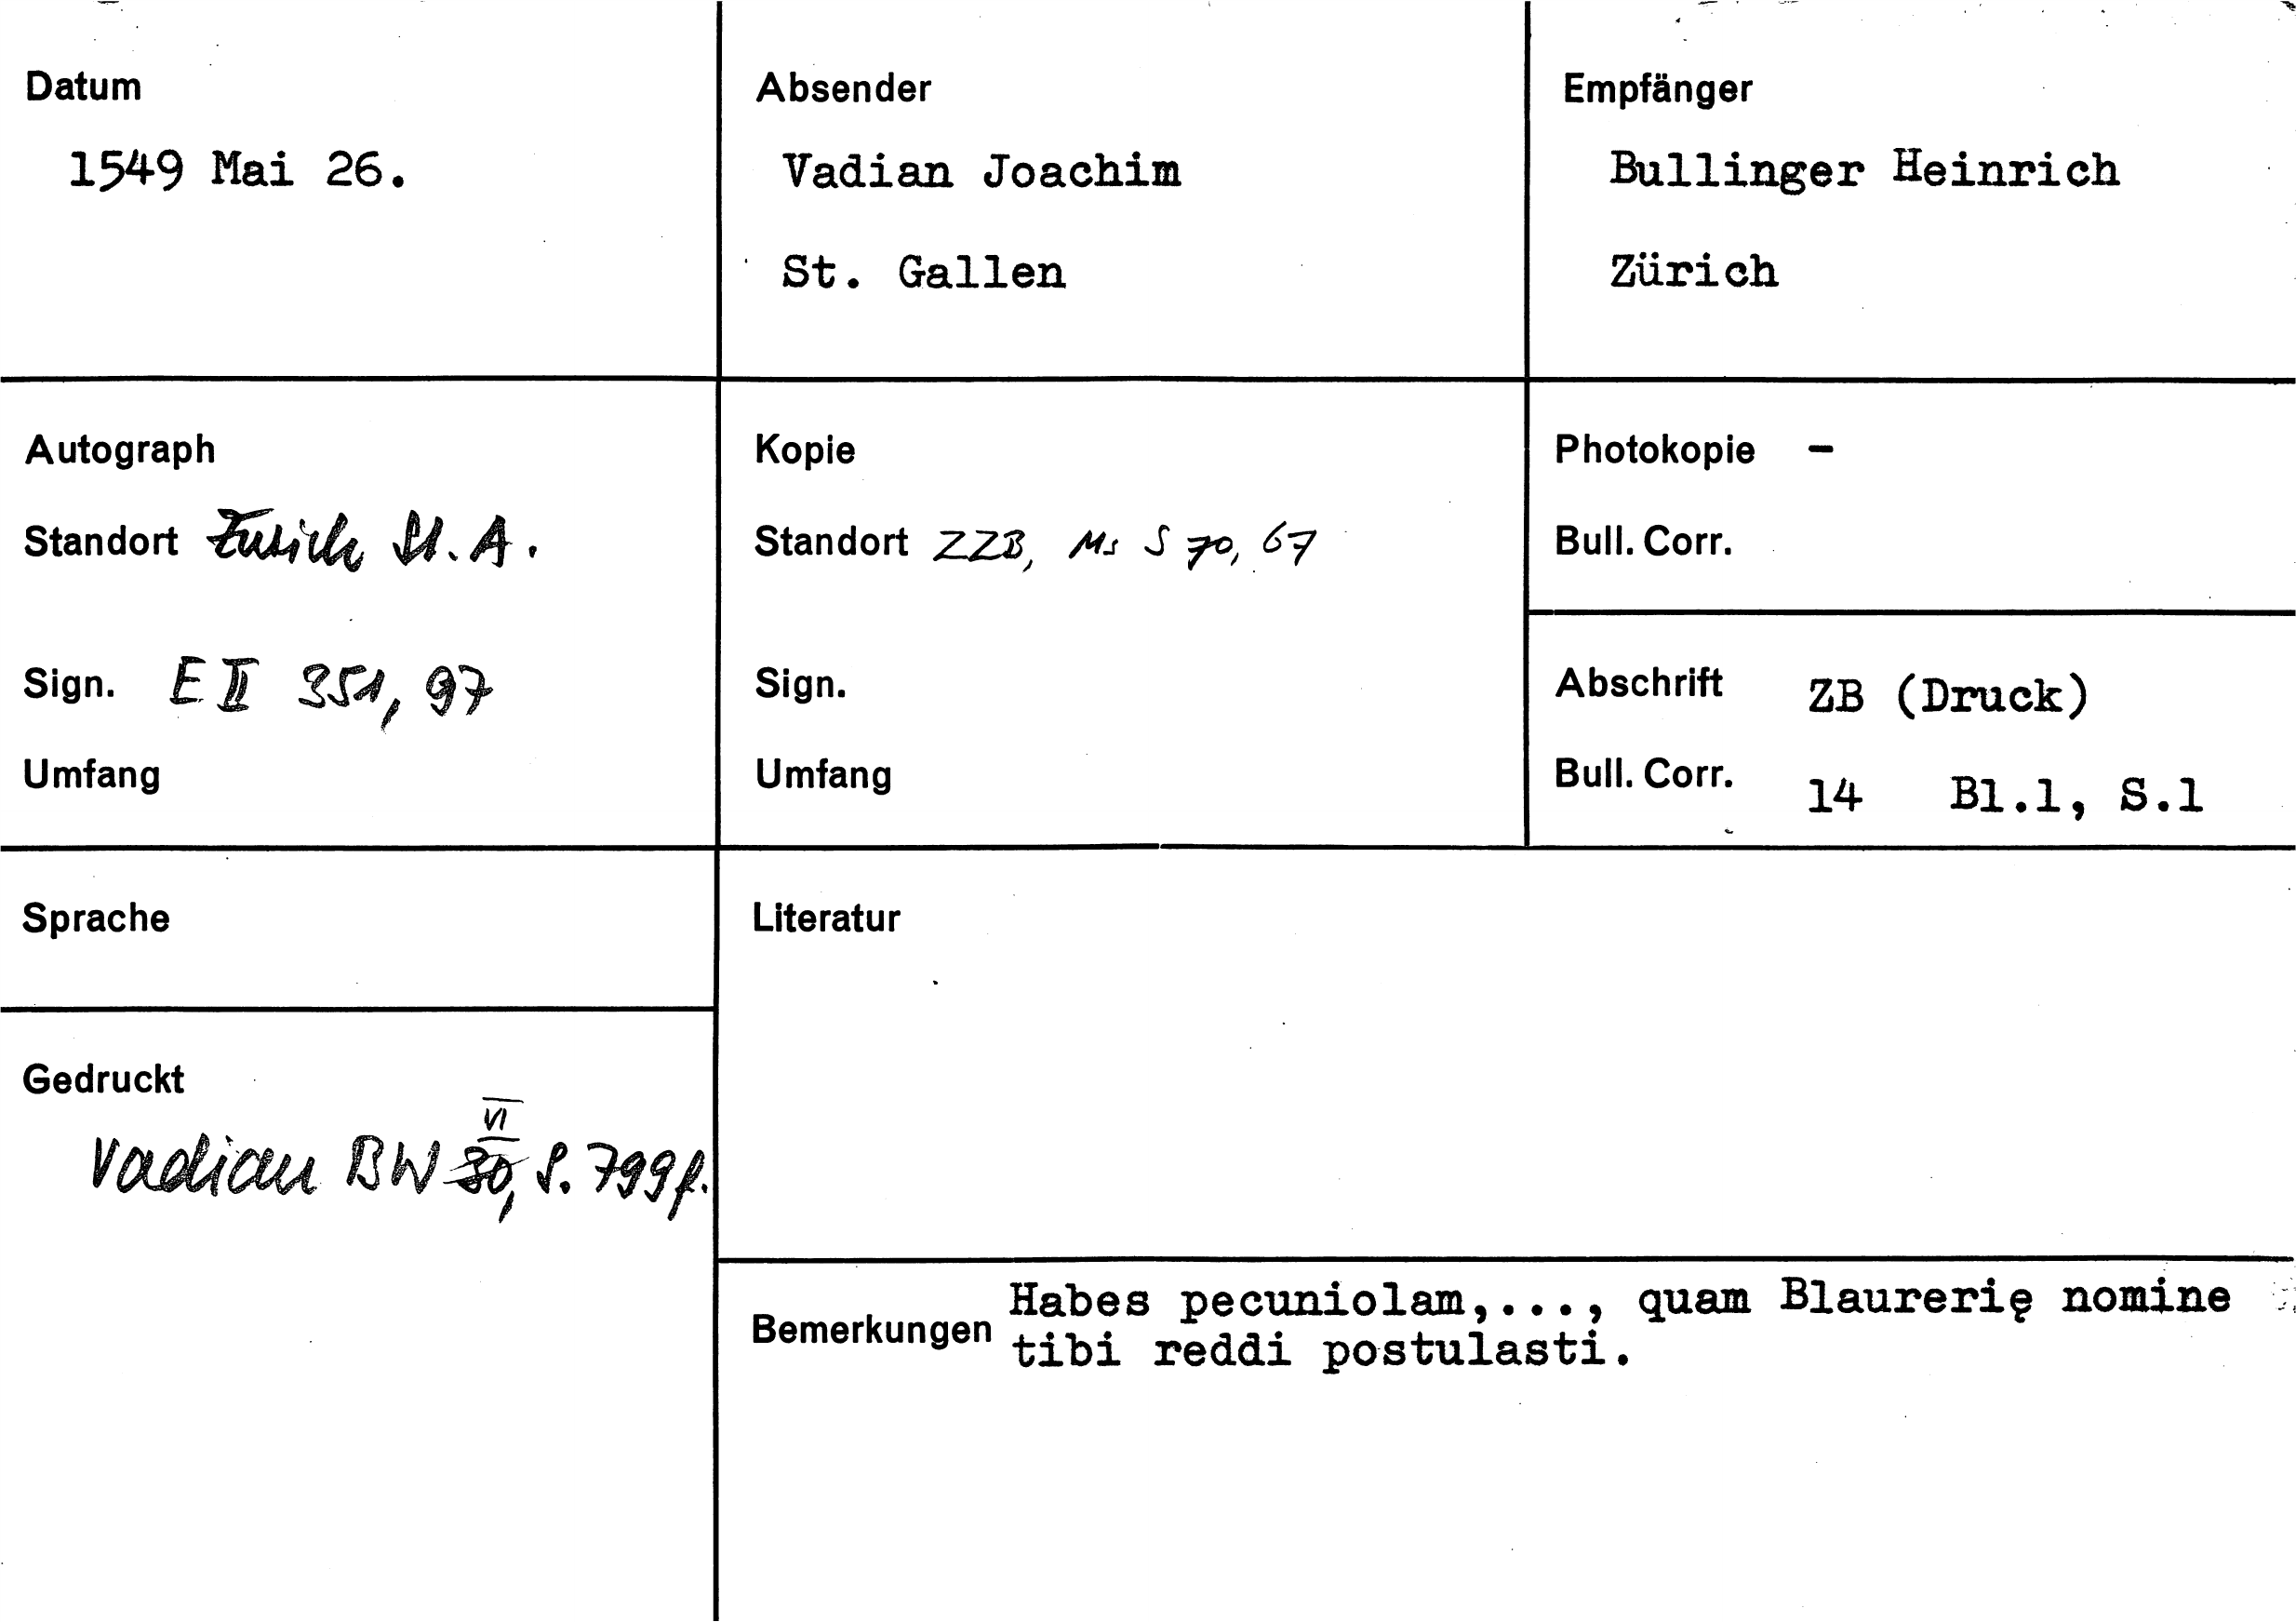 Datum
1549 Mai 26.
Absender
Vadian Joachim
St. Gallen
Empfänger
Bullinger Heinrich
Zürich
Autograph
Standort Zürich St. A.
Sign. E II 351, 97
Umfang
Kopie
Standort ZZB, Ms S 70, 67
Sign.
Umfang
Photokopie –
Bull. Corr.
Abschrift ZB (Druck)
Bull. Corr. 14 Bl.1, S.1
Sprache
Gedruckt
VI
Vadian BW 30, S. 799f.
Literatur
Bemerkungen Habes pecuniolam,..., quam Blaurerię nomine
tibi reddi postulasti.